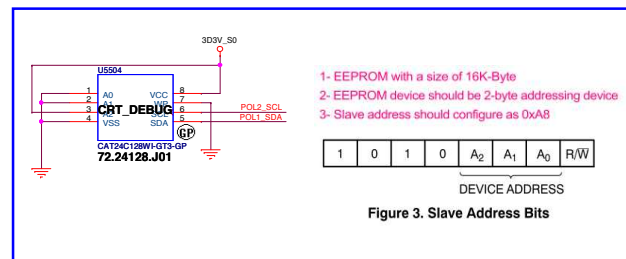 3D3V_S0
U5504
1 A0 VCC 8
2 A1 WP 7
3 A2 SCL 6 POL2_SCL
4 VSS SDA 5 POL1_SDA
CRT_DEBUG
GP
CAT24C128WI-GT3-GP
72.24128.J01
1- EEPROM with a size of 16K-Byte
2- EEPROM device should be 2-byte addressing device
3- Slave address should configure as 0xA8
1 0 1 0 A2 A1 A0 R/W
DEVICE ADDRESS
Figure 3. Slave Address Bits